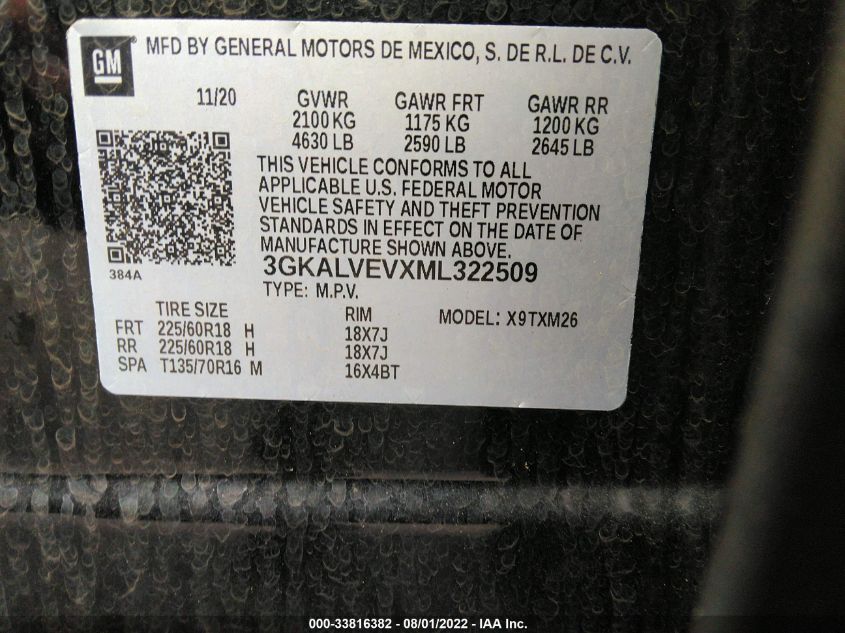 GM
MFD BY GENERAL MOTORS DE MEXICO, S. DE R.L. DE C.V.
11/20 GVWR GAWR FRT GAWR RR
2100 KG 1175 KG 1200 KG
4630 LB 2590 LB 2645 LB
THIS VEHICLE CONFORMS TO ALL
APPLICABLE U.S. FEDERAL MOTOR
VEHICLE SAFETY AND THEFT PREVENTION
STANDARDS IN EFFECT ON THE DATE OF
MANUFACTURE SHOWN ABOVE.
384A
3GKALVEVXML322509
TYPE: M.P.V.
TIRE SIZE RIM MODEL: X9TXM26
FRT 225/60R18 H 18X7J
RR 225/60R18 H 18X7J
SPA T135/70R16 M 16X4BT
000-33816382 - 08/01/2022 - IAA Inc.